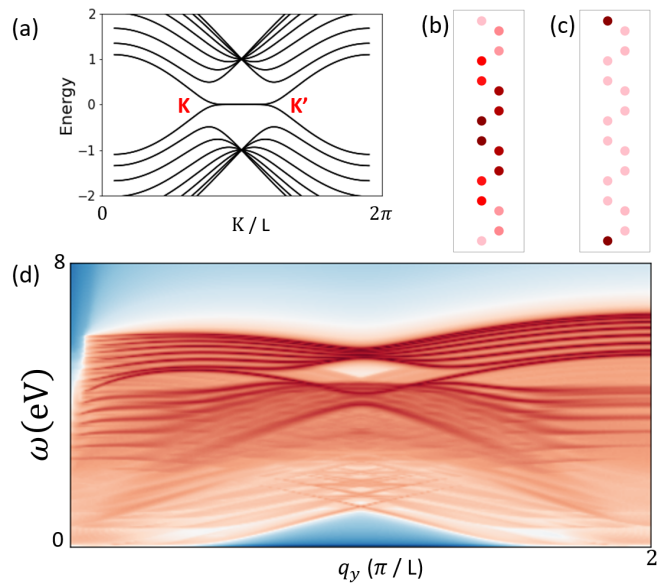 (a)
2
1
0
−1
−2
Energy
K
K'
0
2π
K / L
(b)
(c)
(d)
8
ω(eV)
0
q_y (π / L)
2